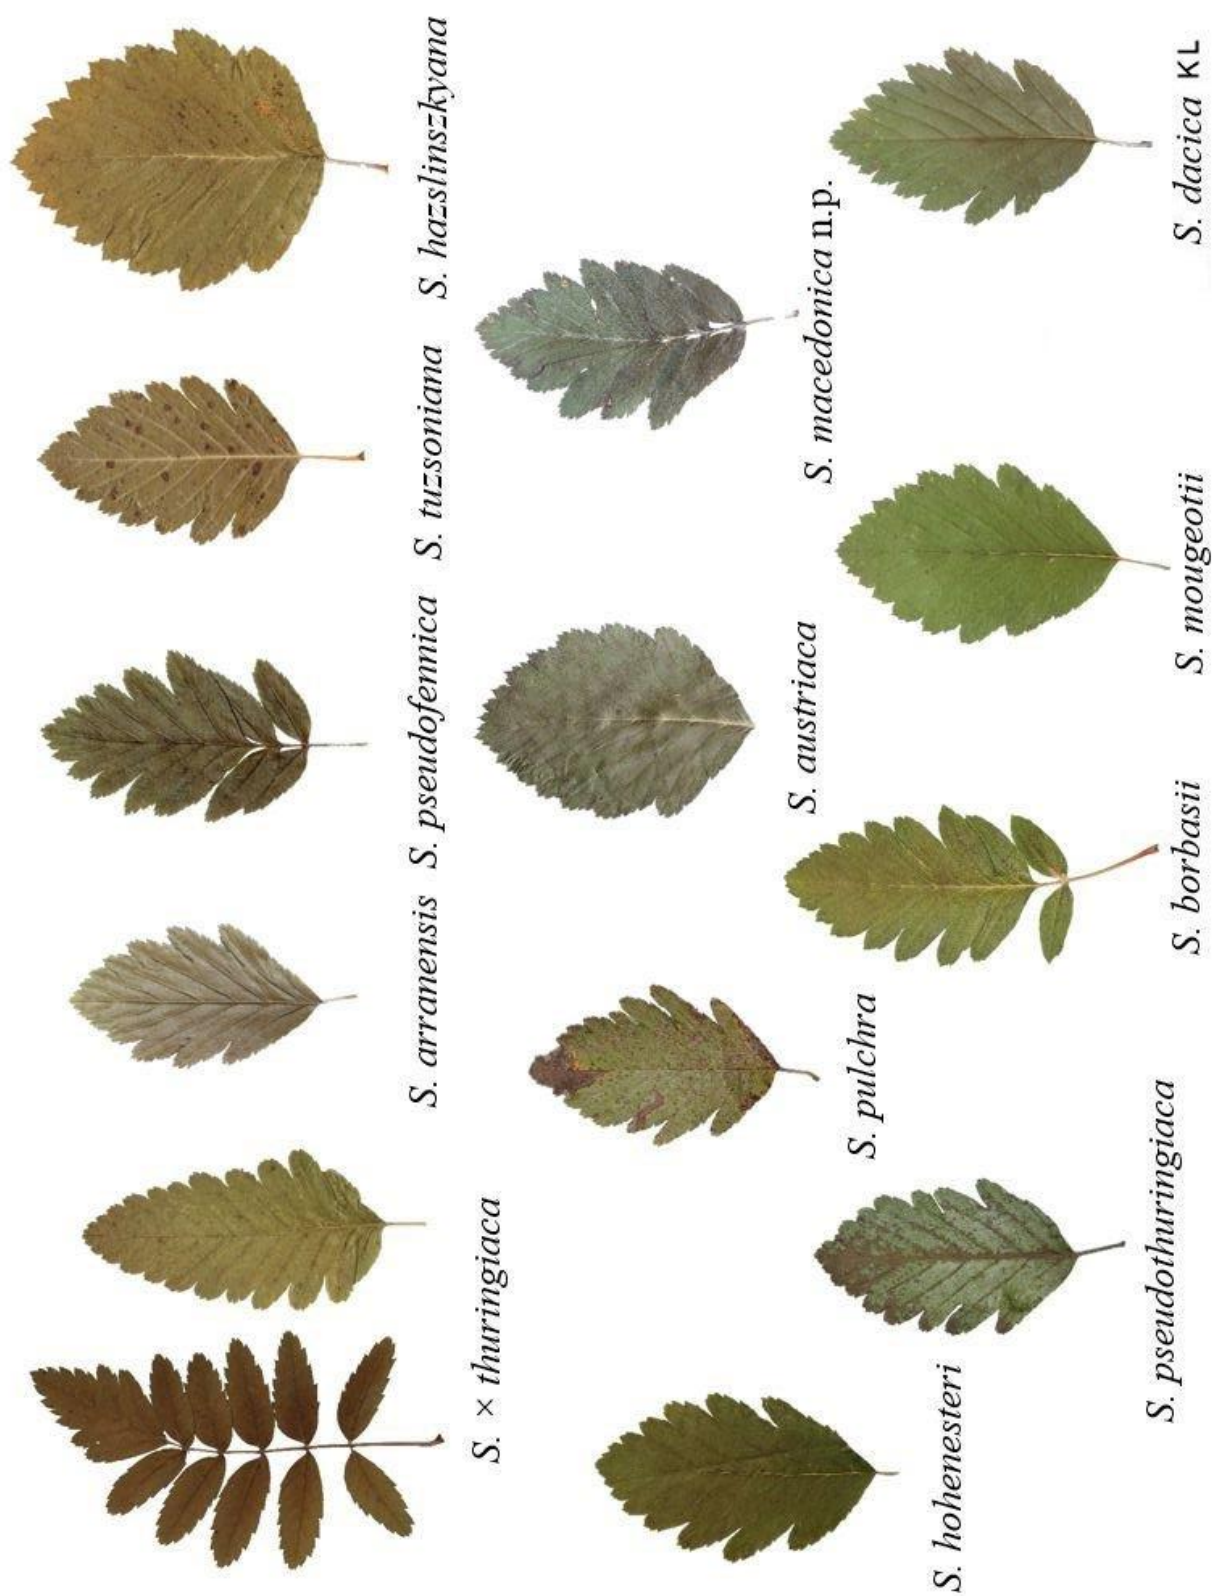 S. × thuringiaca
S. arranensis
S. pseudofennica
S. tuzsoniana
S. hazslinszkyana
S. hohenesteri
S. pulchra
S. austriaca
S. macedonica n.p.
S. pseudothuringiaca
S. borbasii
S. mougeotii
S. dacica KL